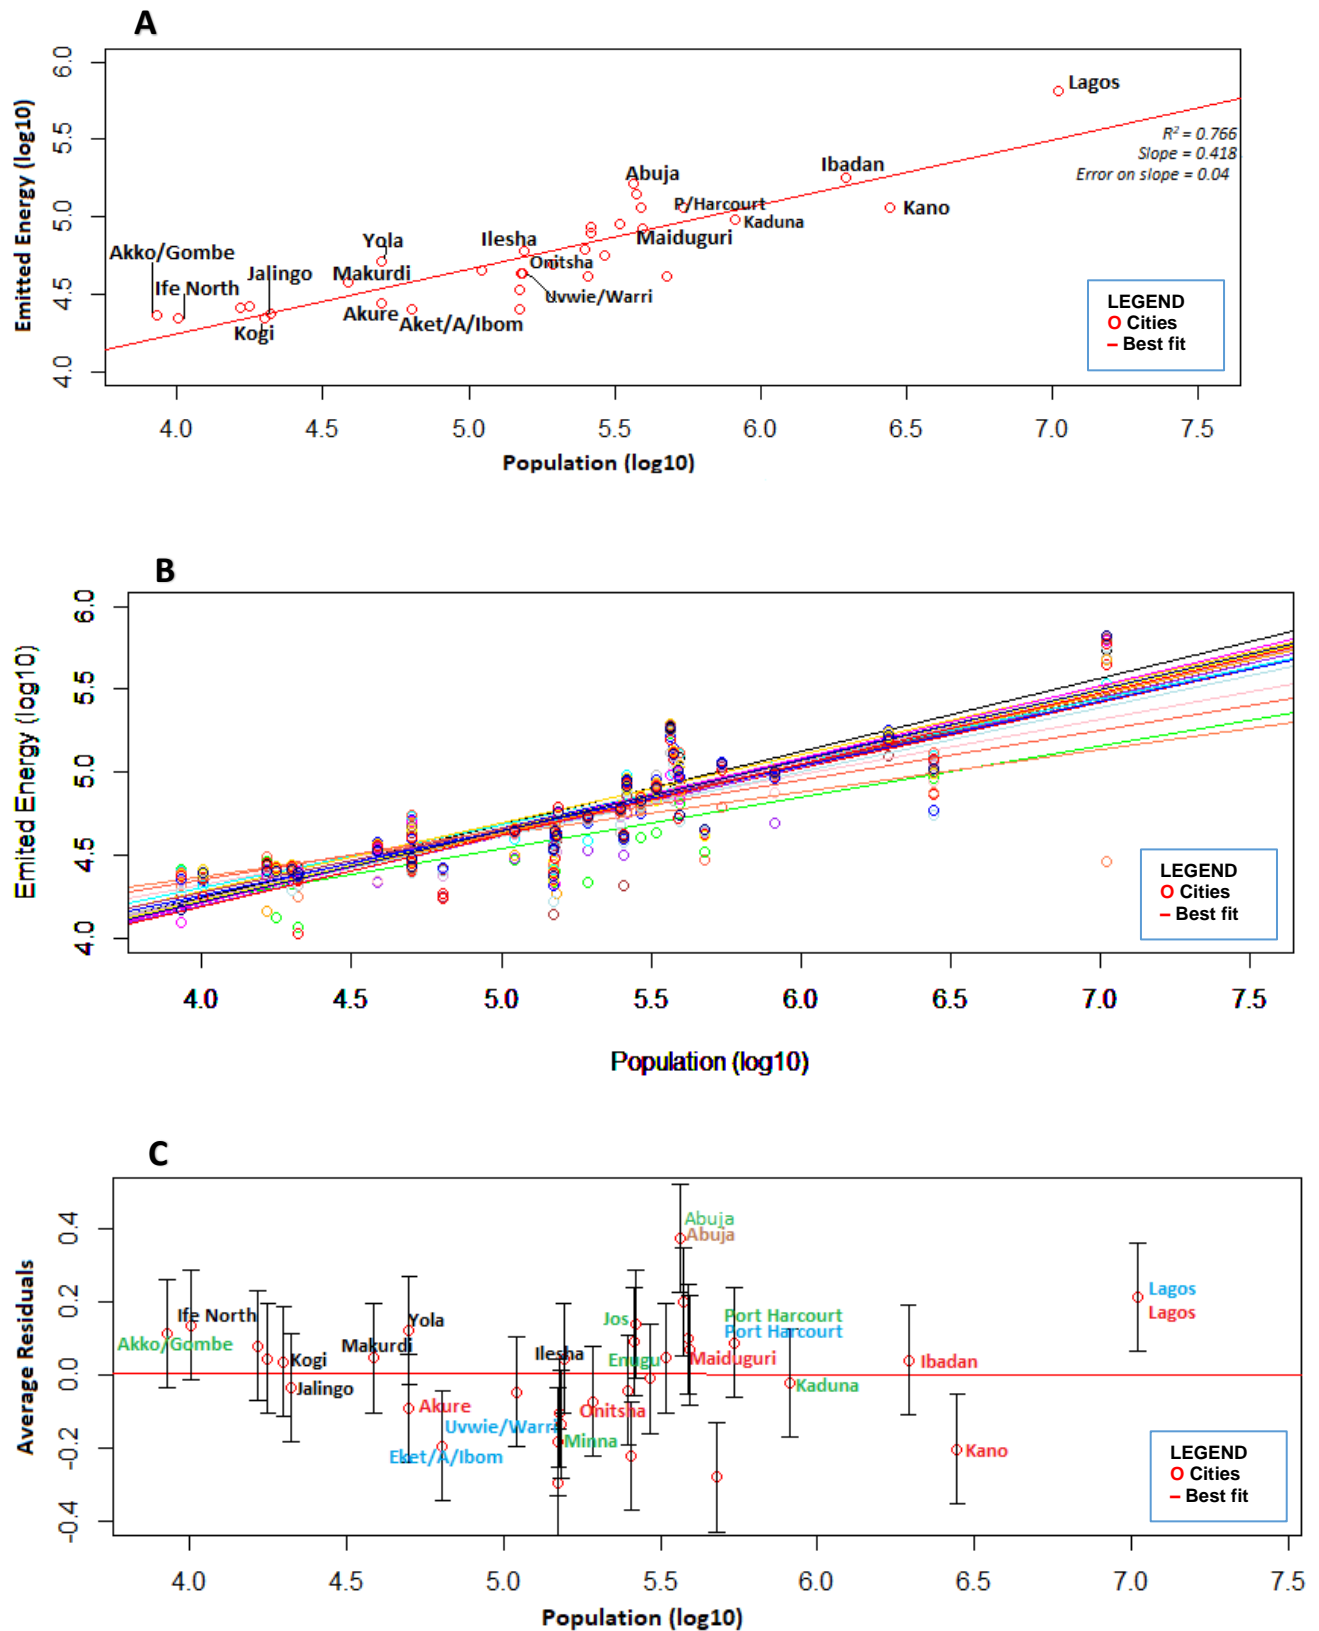 A
Emitted Energy (log10)
6.0
5.5
5.0
4.5
4.0
Lagos
R² = 0.766
Slope = 0.418
Error on slope = 0.04
Ibadan
Abuja
P/Harcourt
Kano
Kaduna
Maiduguri
Ilesha
Yola
Akko/Gombe
Onitsha
Jalingo
Makurdi
Ife North
Uvwie/Warri
Akure
Aket/A/Ibom
Kogi
LEGEND
O Cities
– Best fit
4.0 4.5 5.0 5.5 6.0 6.5 7.0 7.5
Population (log10)
B
Emited Energy (log10)
6.0
5.5
5.0
4.5
4.0
LEGEND
O Cities
– Best fit
4.0 4.5 5.0 5.5 6.0 6.5 7.0 7.5
Population (log10)
C
Average Residuals
0.4
0.2
0.0
-0.2
-0.4
Abuja
Abuja
Lagos
Lagos
Ife North
Yola
Jos
Port Harcourt
Port Harcourt
Akko/Gombe
Makurdi
Ilesha
Enugu
Maiduguri
Ibadan
Kogi
Jalingo
Kaduna
Akure
Onitsha
Uvwie/Warri
Minna
Eket/A/Ibom
Kano
LEGEND
O Cities
– Best fit
4.0 4.5 5.0 5.5 6.0 6.5 7.0 7.5
Population (log10)